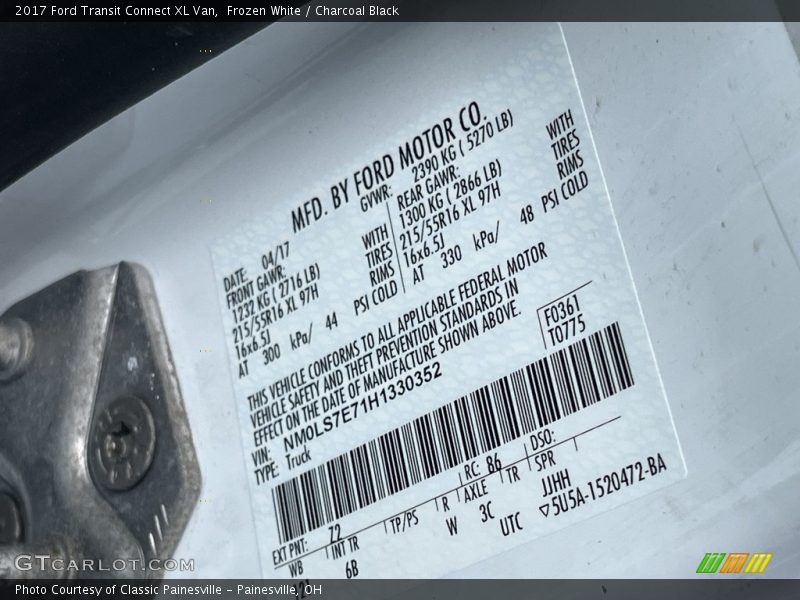 2017 Ford Transit Connect XL Van, Frozen White / Charcoal Black
MFD. BY FORD MOTOR CO.
DATE: 04/17
GVWR: 2390 KG ( 5270 LB)
FRONT GAWR:
1232 KG ( 2716 LB)
215/55R16 XL 97H
16x6.5J
AT 300 kPa/ 44 PSI COLD
WITH
TIRES
RINS
REAR GAWR:
1300 KG ( 2866 LB)
215/55R16 XL 97H
16x6.5J
AT 330 kPa/ 48 PSI COLD
WITH
TIRES
RINS
THIS VEHICLE CONFORMS TO ALL APPLICABLE FEDERAL MOTOR
VEHICLE SAFETY AND THEFT PREVENTION STANDARDS IN
EFFECT ON THE DATE OF MANUFACTURE SHOWN ABOVE.
VIN: NM0LS7E71H1330352
TYPE: Truck
F0361
T0775
EXT PNT: 72
RC: 86
DSO:
WB
INT TR
TP/PS
R
AXLE
TR
SPR
6B
W
3C
UTC
JJHH
▽5U5A-1520472-BA
GTCARLOT.COM
Photo Courtesy of Classic Painesville - Painesville, OH